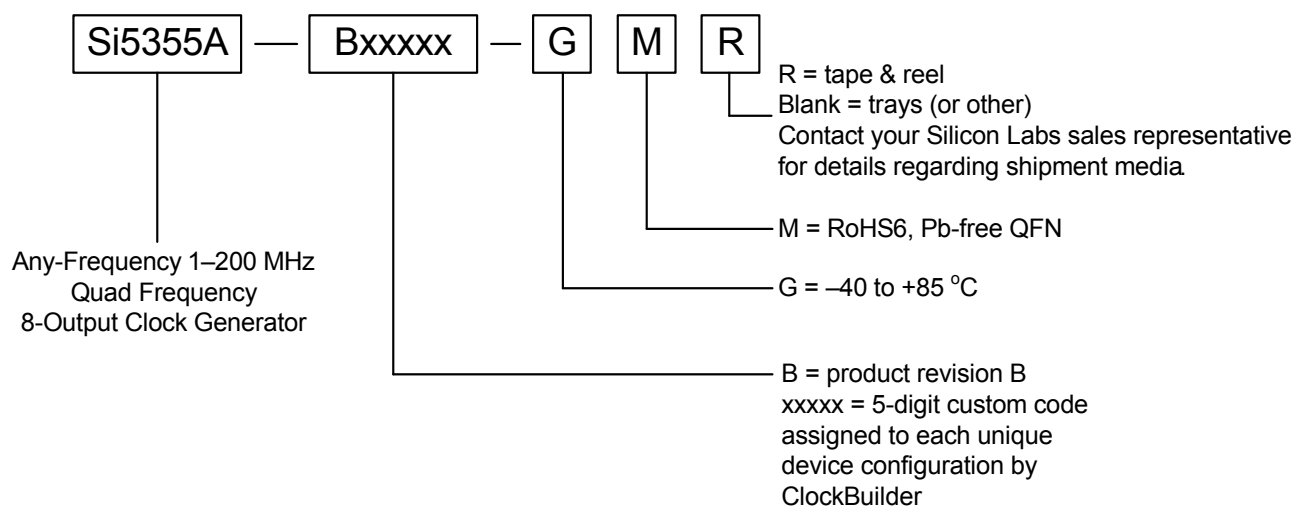 Si5355A — Bxxxxx — G M R
R = tape & reel
Blank = trays (or other)
Contact your Silicon Labs sales representative
for details regarding shipment media.
M = RoHS6, Pb-free QFN
G = –40 to +85 °C
Any-Frequency 1–200 MHz
Quad Frequency
8-Output Clock Generator
B = product revision B
xxxxx = 5-digit custom code
assigned to each unique
device configuration by
ClockBuilder